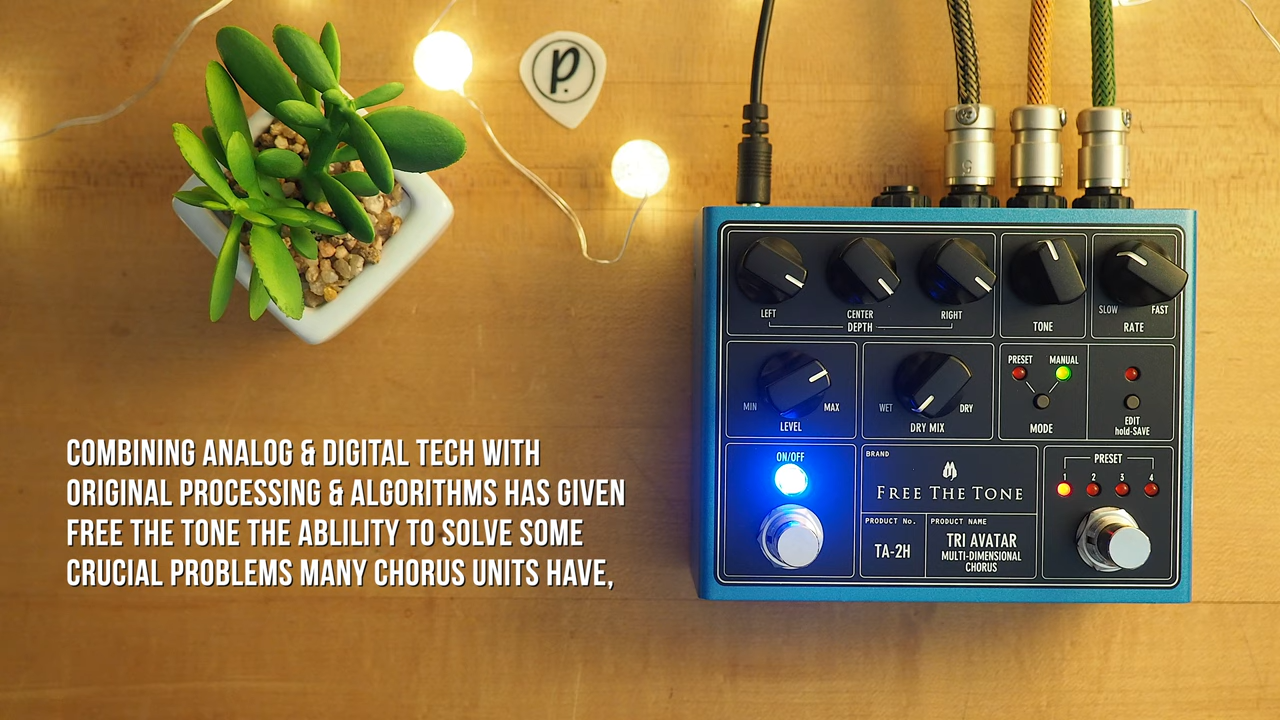 p.
LEFT CENTER RIGHT
DEPTH
TONE
SLOW FAST
RATE
MIN MAX
LEVEL
WET DRY
DRY MIX
PRESET MANUAL
MODE
EDIT
hold-SAVE
ON/OFF
BRAND
FREE THE TONE
PRODUCT No.
TA-2H
PRODUCT NAME
TRI AVATAR
MULTI-DIMENSIONAL
CHORUS
PRESET
1 2 3 4
COMBINING ANALOG & DIGITAL TECH WITH
ORIGINAL PROCESSING & ALGORITHMS HAS GIVEN
FREE THE TONE THE ABLILITY TO SOLVE SOME
CRUCIAL PROBLEMS MANY CHORUS UNITS HAVE,